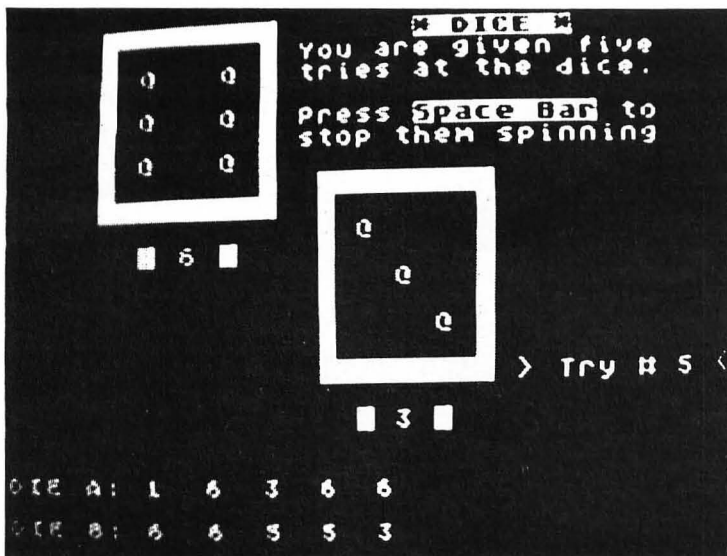 * DICE *
You are given five
tries at the dice.
Press Space Bar to
stop them spinning
6
> Try # 5 <
3
DIE A: 1 6 3 6 6
DIE B: 6 6 5 5 3